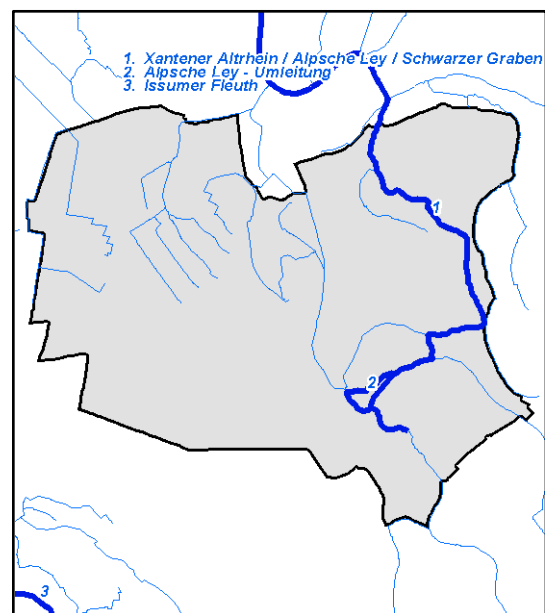 1. Xantener Altrhein / Alpsche Ley / Schwarzer Graben
2. Alpsche Ley - Umleitung
3. Issumer Fleuth
1
2
3